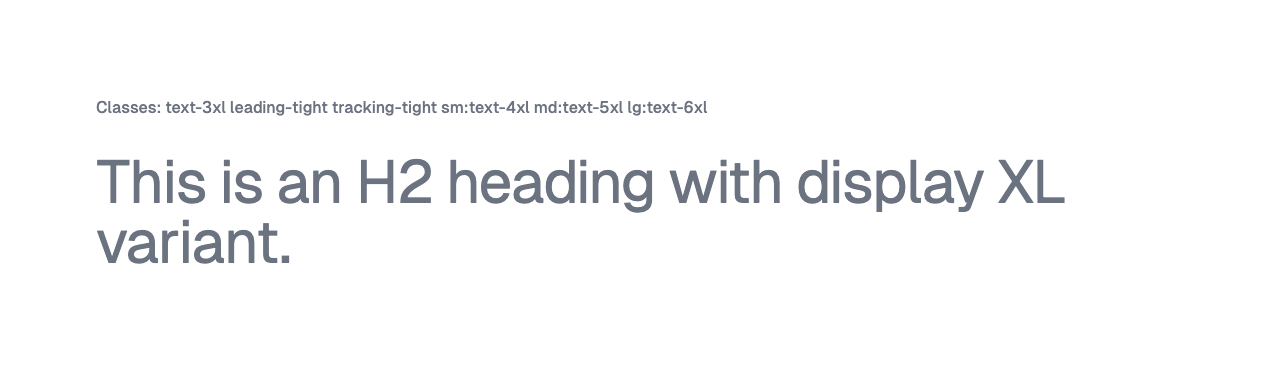 Classes: text-3xl leading-tight tracking-tight sm:text-4xl md:text-5xl lg:text-6xl
This is an H2 heading with display XL
variant.